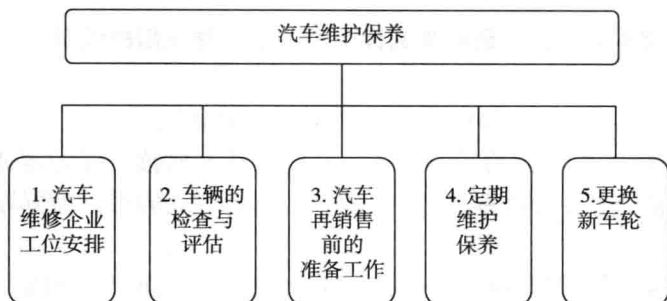 汽车维护保养
1. 汽车
维修企业
工位安排
2. 车辆的
检查与
评估
3. 汽车
再销售
前的
准备工作
4. 定期
维护
保养
5.更换
新车轮